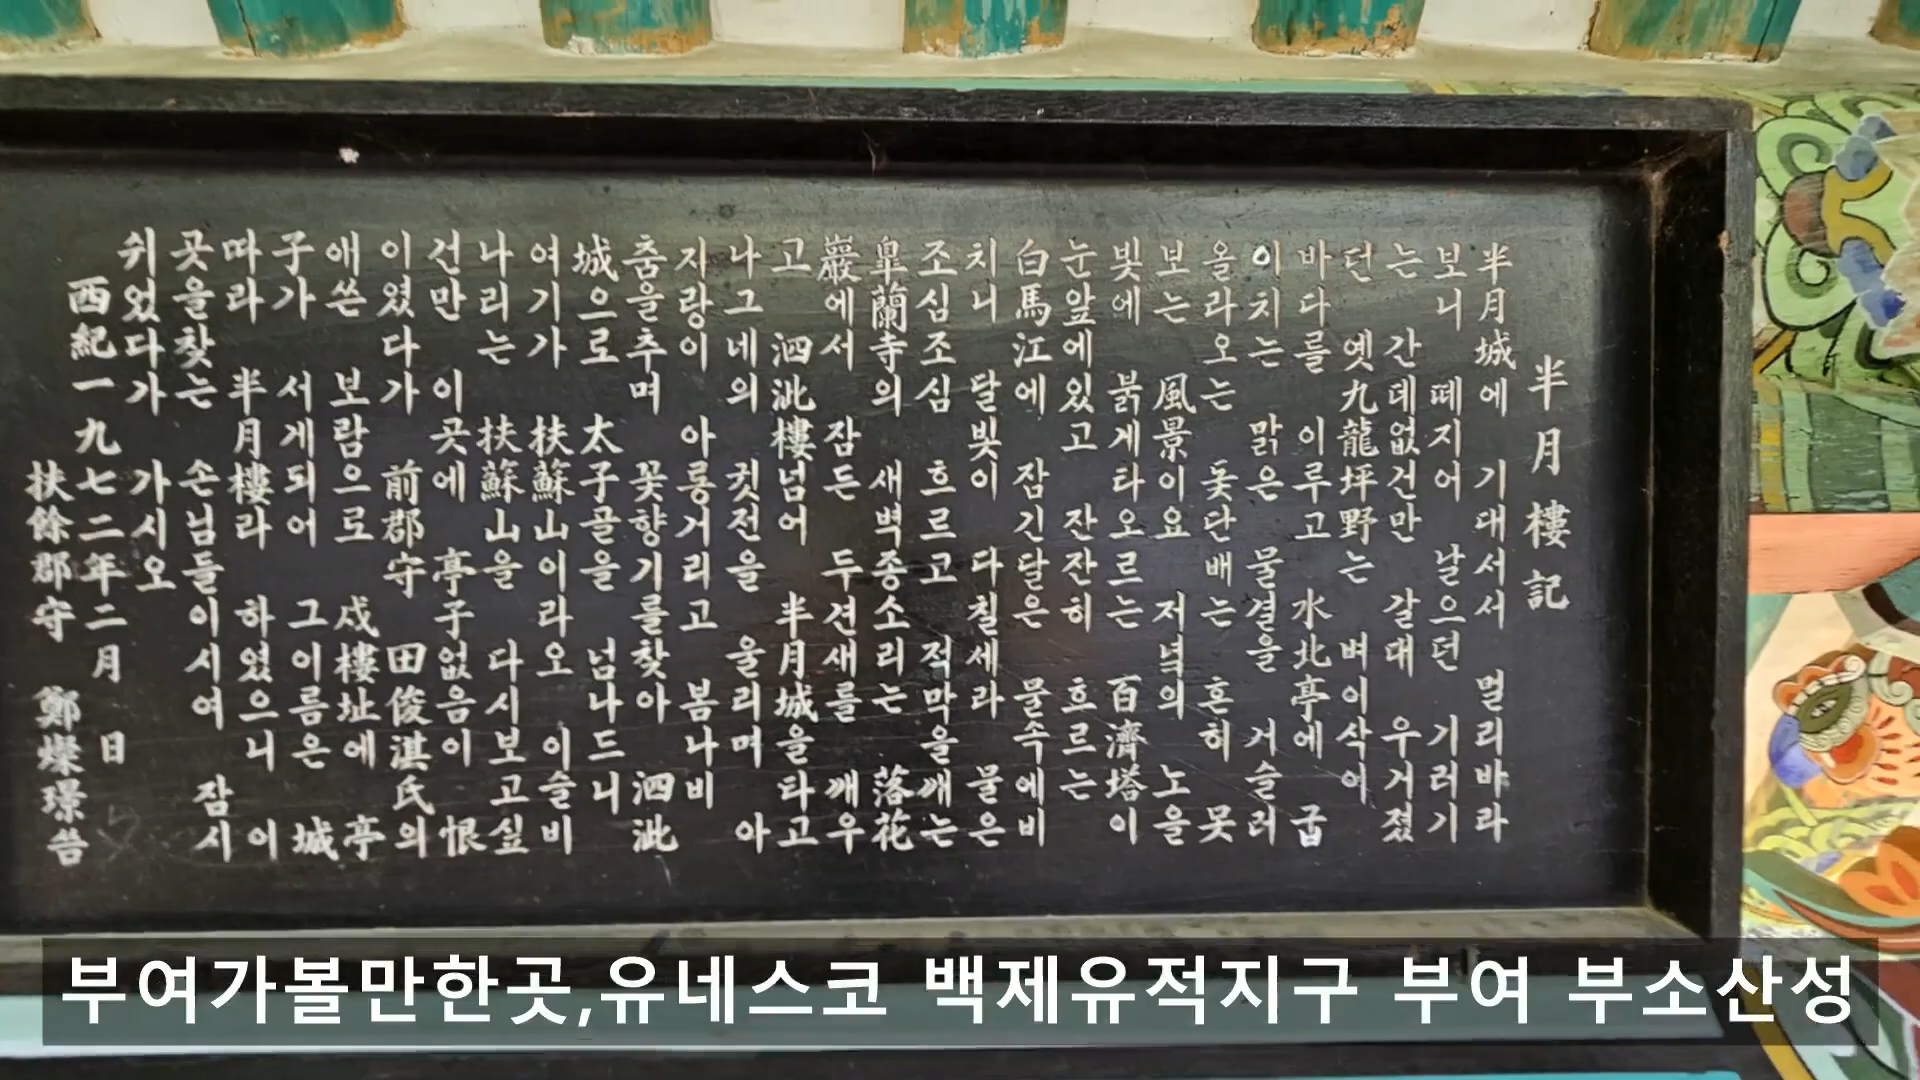 半月樓記
半月城에 기대서서 멀리바라
보니 떼지어 날으던 기러기
는 간데없건만 갈대 우거졌
던 옛九龍坪野는 벼이삭이
바다를 이루고 水北亭에 굽
이치는 맑은 물결을 거슬러
올라오는 돛단배는 혼히 못
보는 風景이요 저녁의 노을
빛에 붉게타오르는 百濟塔이
눈앞에있고 잔잔히 흐르는
白馬江에 잠긴달은 물속에비
치니 달빛이 다칠세라 물은
조심조심 흐르고 적막을깨는
皐蘭寺의 새벽종소리는 落花
巖에서 잠든 두견새를 깨우
고 泗沘樓넘어 半月城을타고
나그네의 귓전을 울리며 아
지랑이 아롱거리고 봄나비
춤을추며 꽃향기를찾아 泗沘
城으로 太子골을 넘나드니
여기가 扶蘇山이라오 이슬비
나리는 扶蘇山을 다시보고싶
건만 이곳에 亭子없음이 恨
이였다가 前郡守 田俊淇氏의
애쓴 보람으로 戍樓址에 亭
子가 서게되어 그이름은 城
따라 半月樓라 하였으니 이
곳을찾는 손님들이시여 잠시
쉬었다가 가시오
西紀一九七二年二月 日
扶餘郡守 鄭燦璟 씀
부여가볼만한곳,유네스코 백제유적지구 부여 부소산성